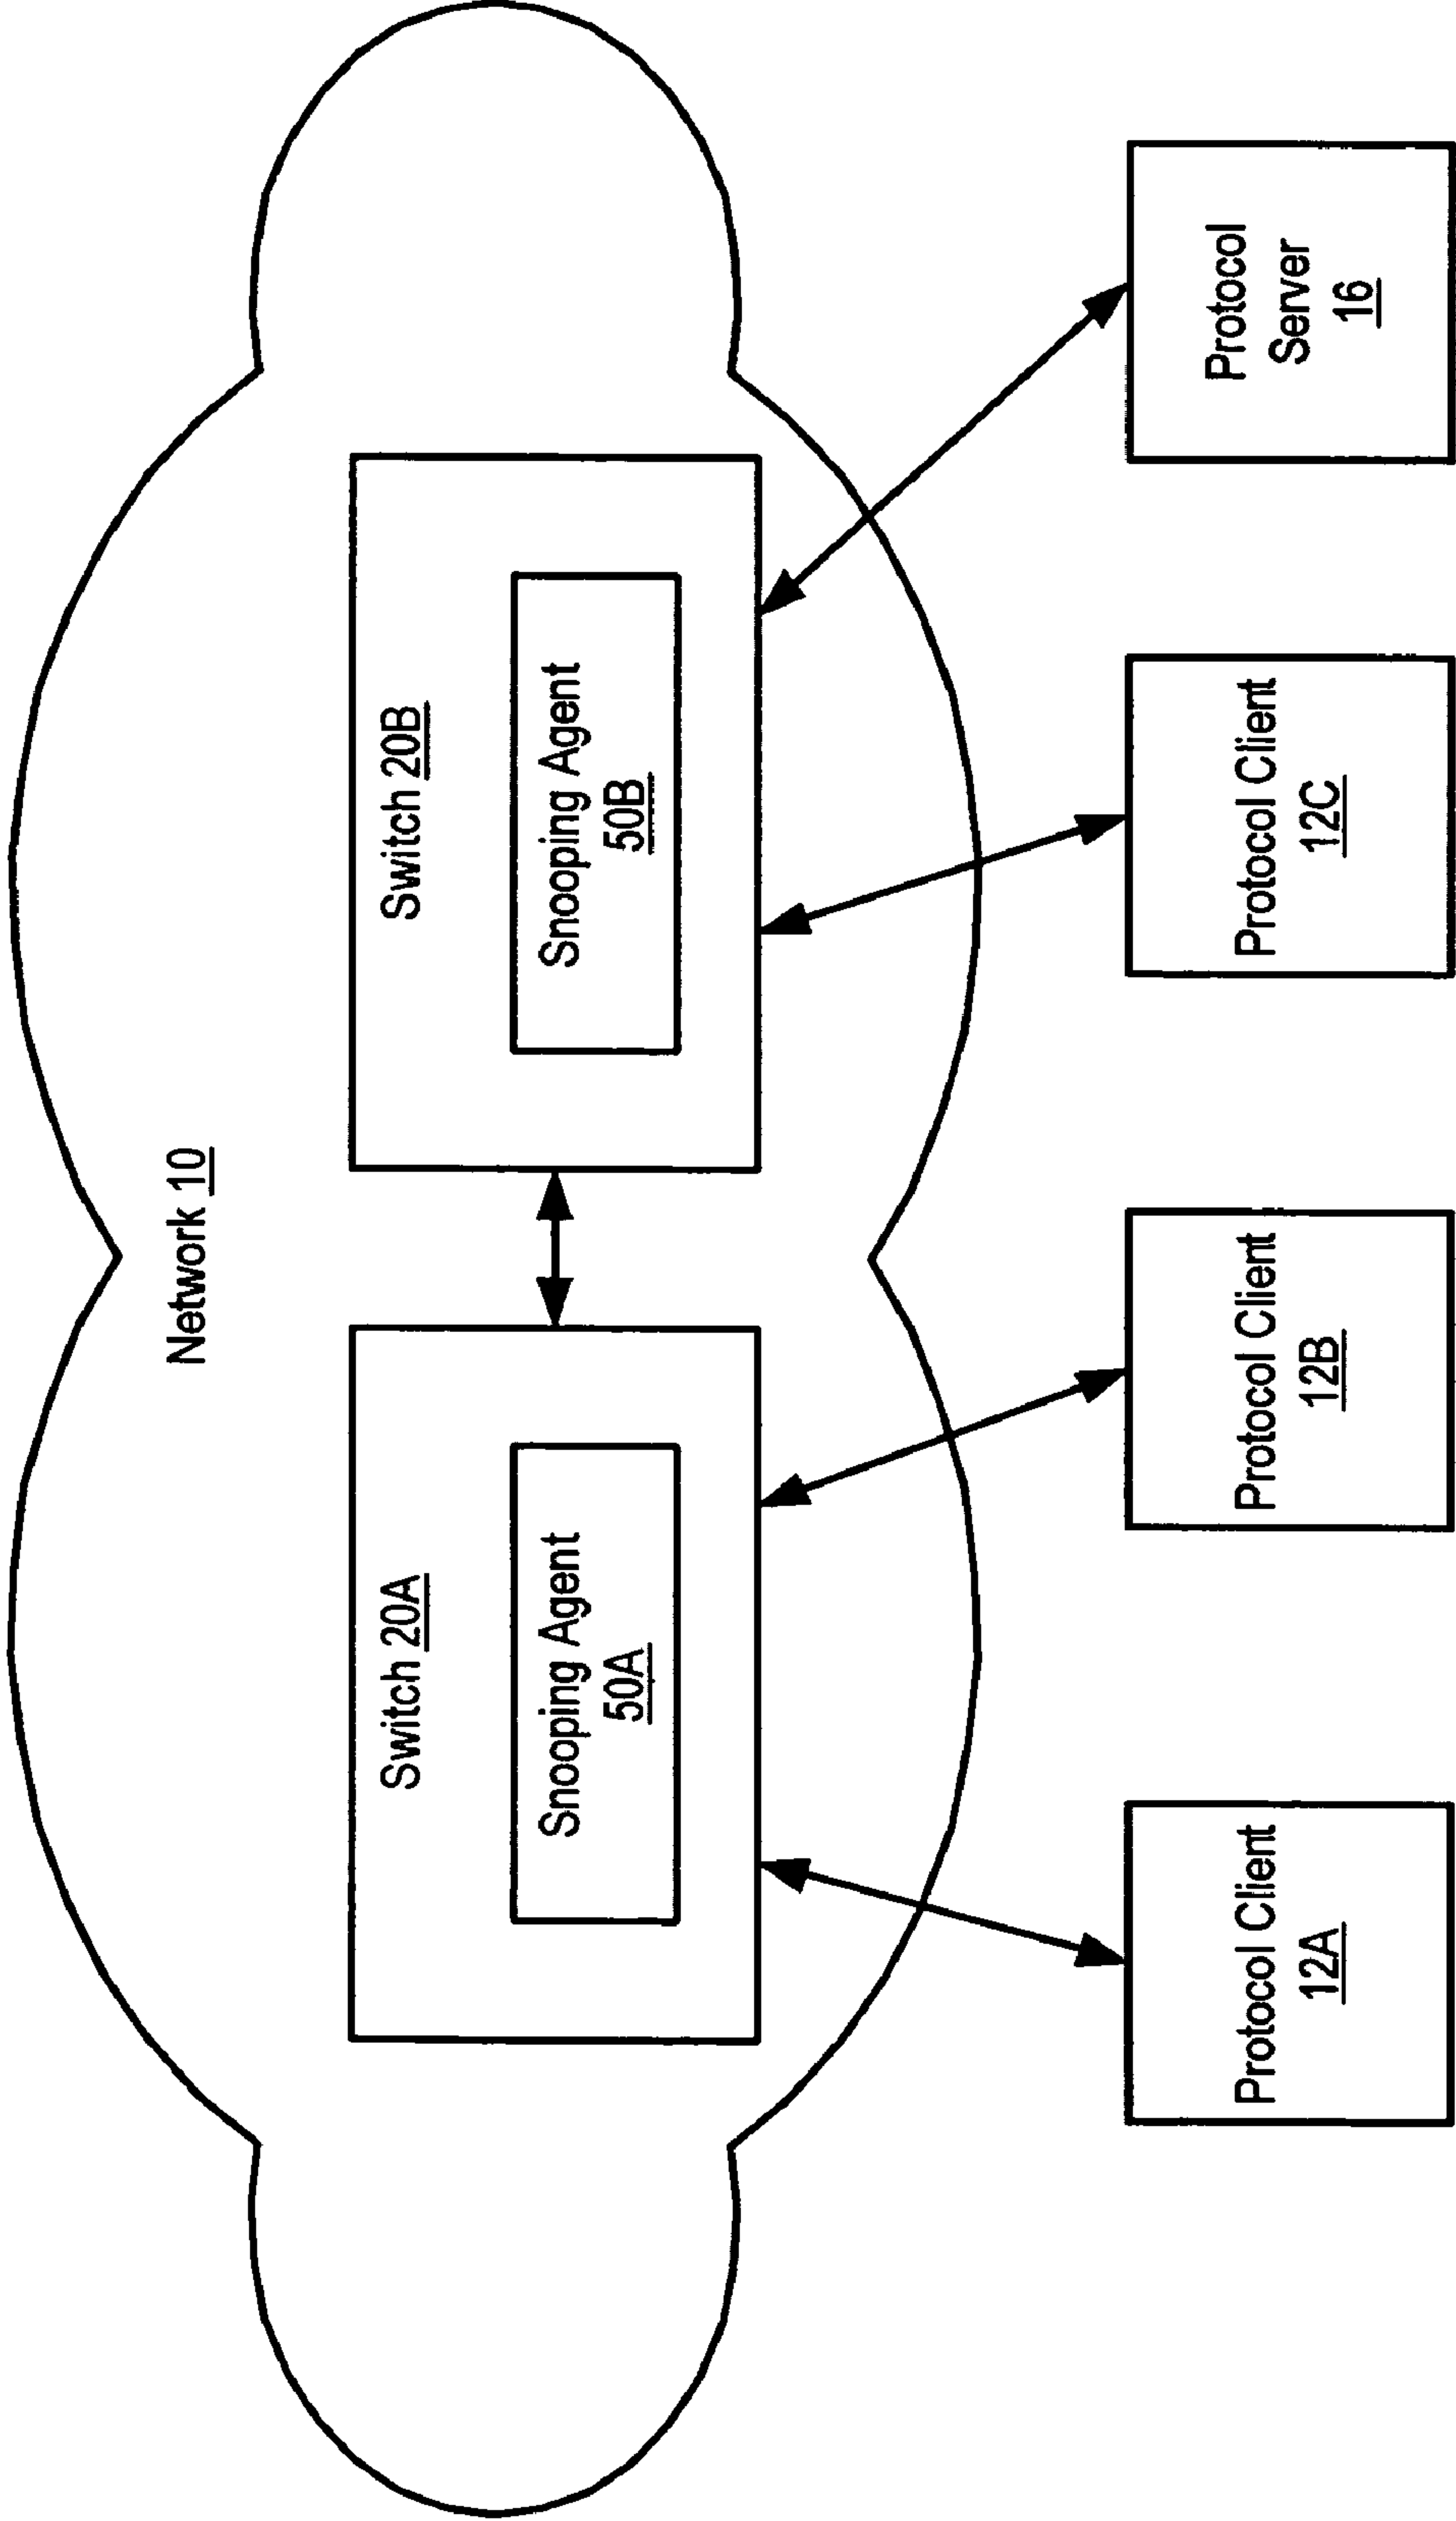 Network 10
Switch 20A
Snooping Agent
50A
Switch 20B
Snooping Agent
50B
Protocol Client
12A
Protocol Client
12B
Protocol Client
12C
Protocol
Server
16